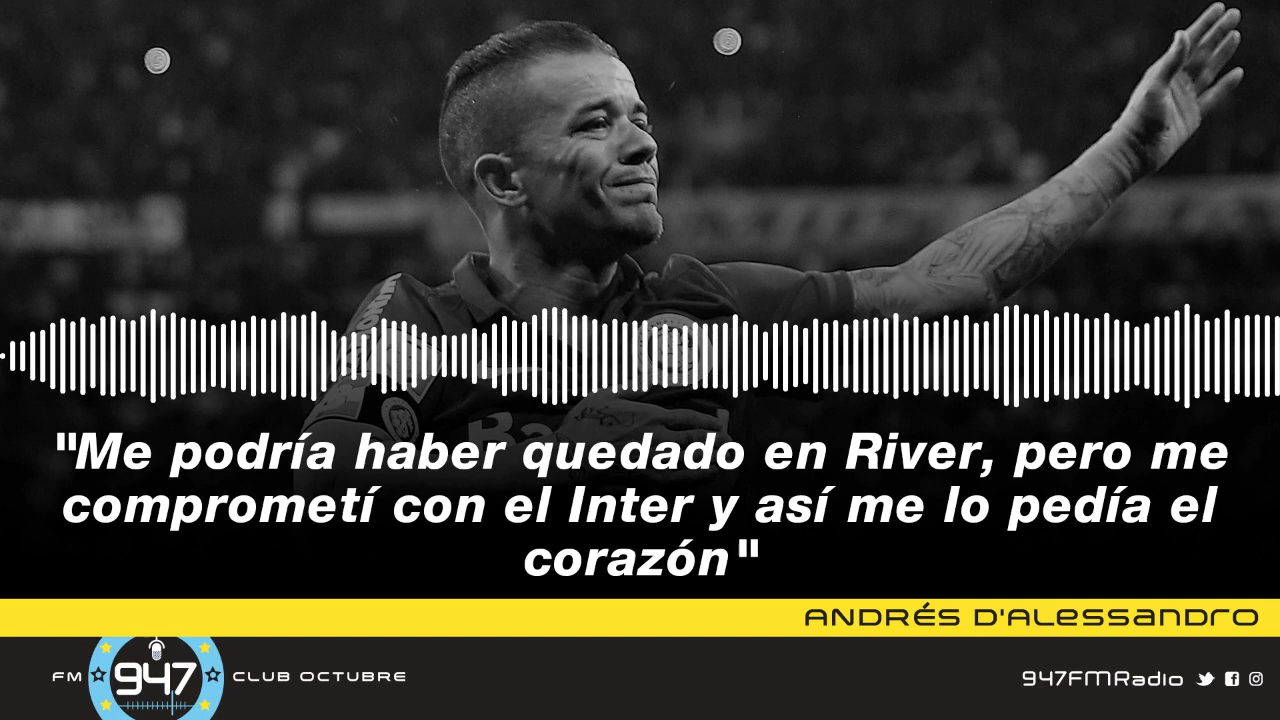 "Me podría haber quedado en River, pero me
comprometí con el Inter y así me lo pedía el
corazón"
ANDRÉS D'ALESSANDRO
FM 947 CLUB OCTUBRE
947FMRadio